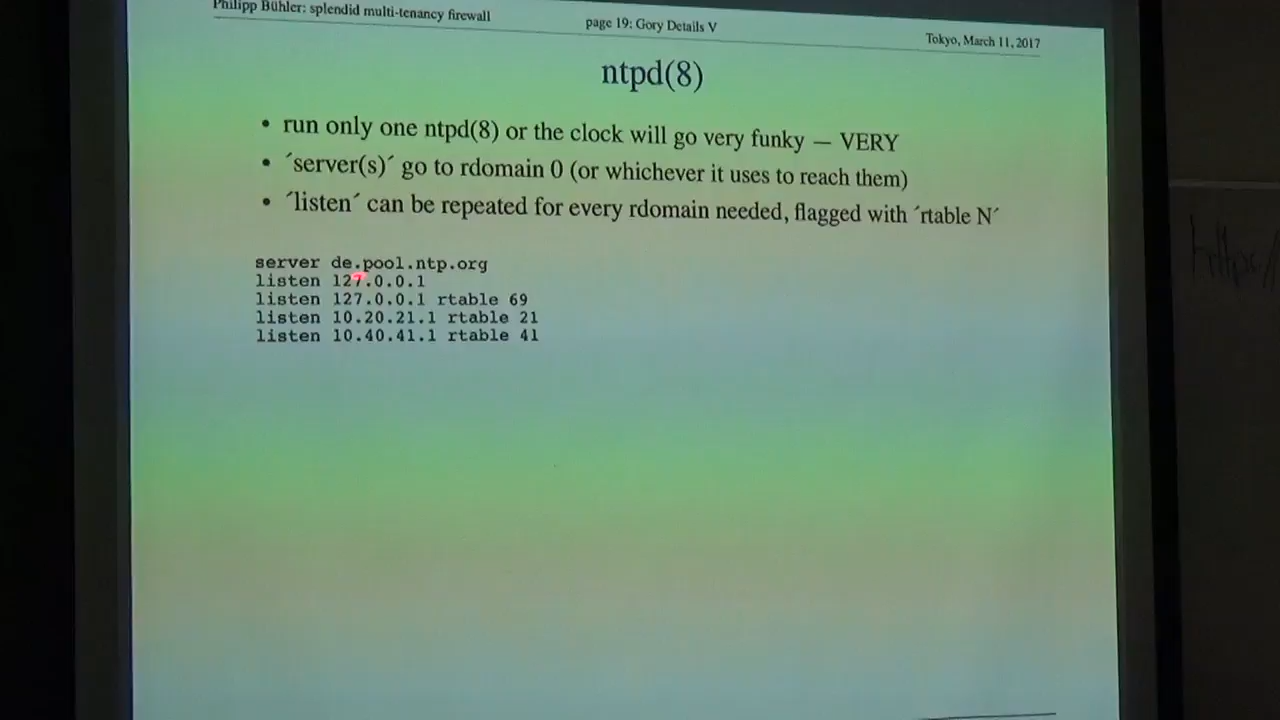 Philipp Bühler: splendid multi-tenancy firewall
page 19: Gory Details V
Tokyo, March 11, 2017
ntpd(8)
• run only one ntpd(8) or the clock will go very funky — VERY
• ´server(s)´ go to rdomain 0 (or whichever it uses to reach them)
• ´listen´ can be repeated for every rdomain needed, flagged with ´rtable N´
server de.pool.ntp.org
listen 127.0.0.1
listen 127.0.0.1 rtable 69
listen 10.20.21.1 rtable 21
listen 10.40.41.1 rtable 41